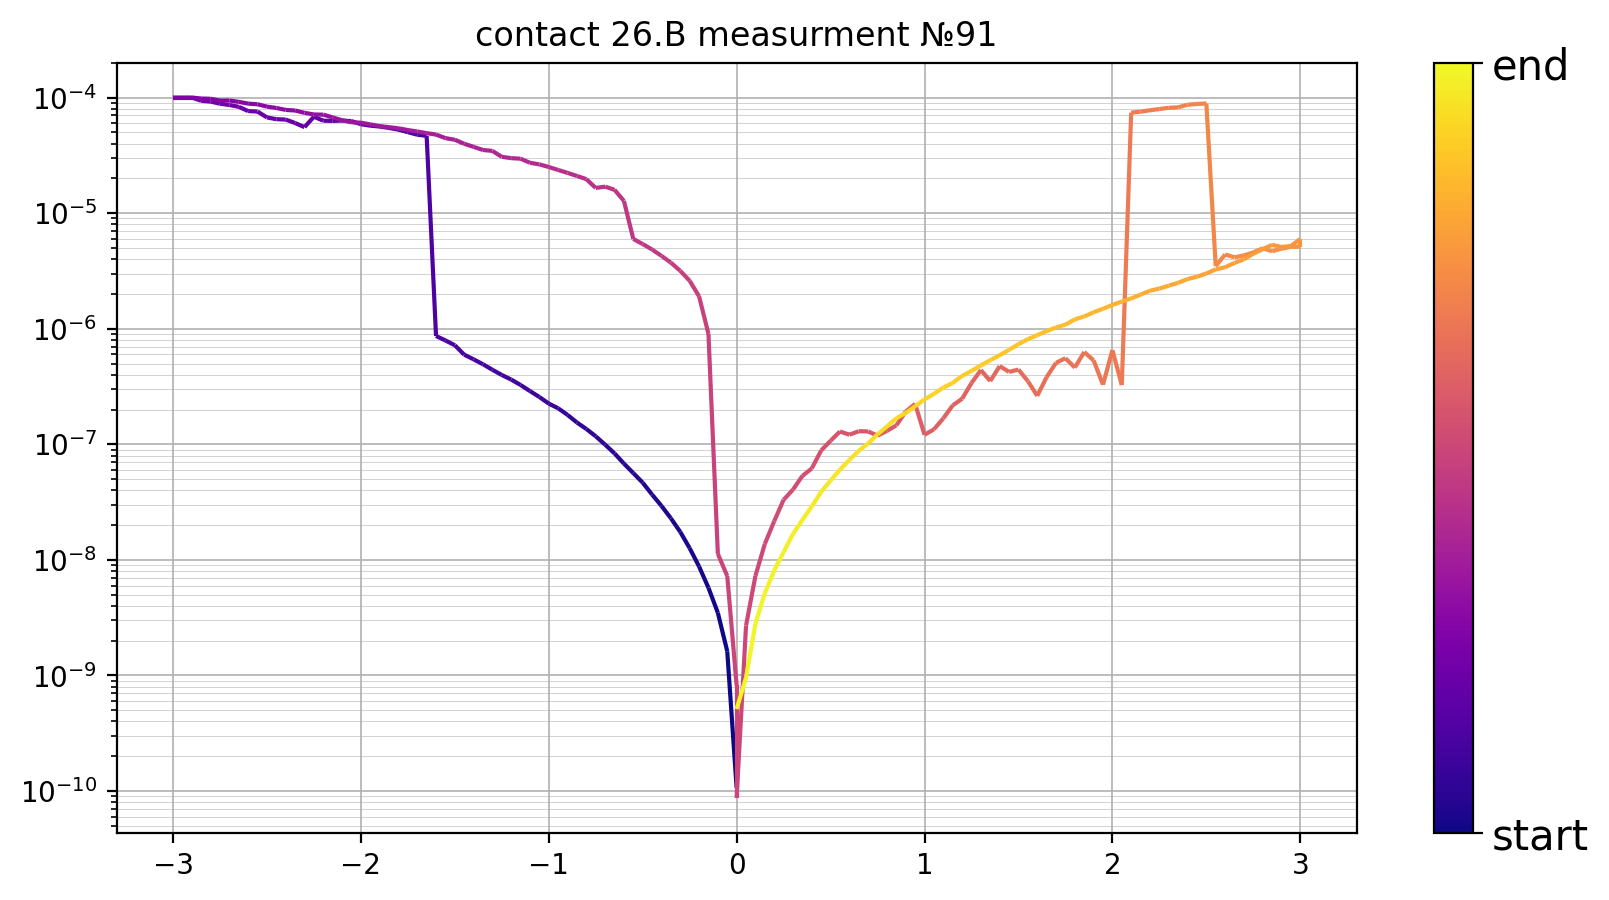 contact 26.B measurment №91
10⁻⁴
10⁻⁵
10⁻⁶
10⁻⁷
10⁻⁸
10⁻⁹
10⁻¹⁰
−3 −2 −1 0 1 2 3
end
start